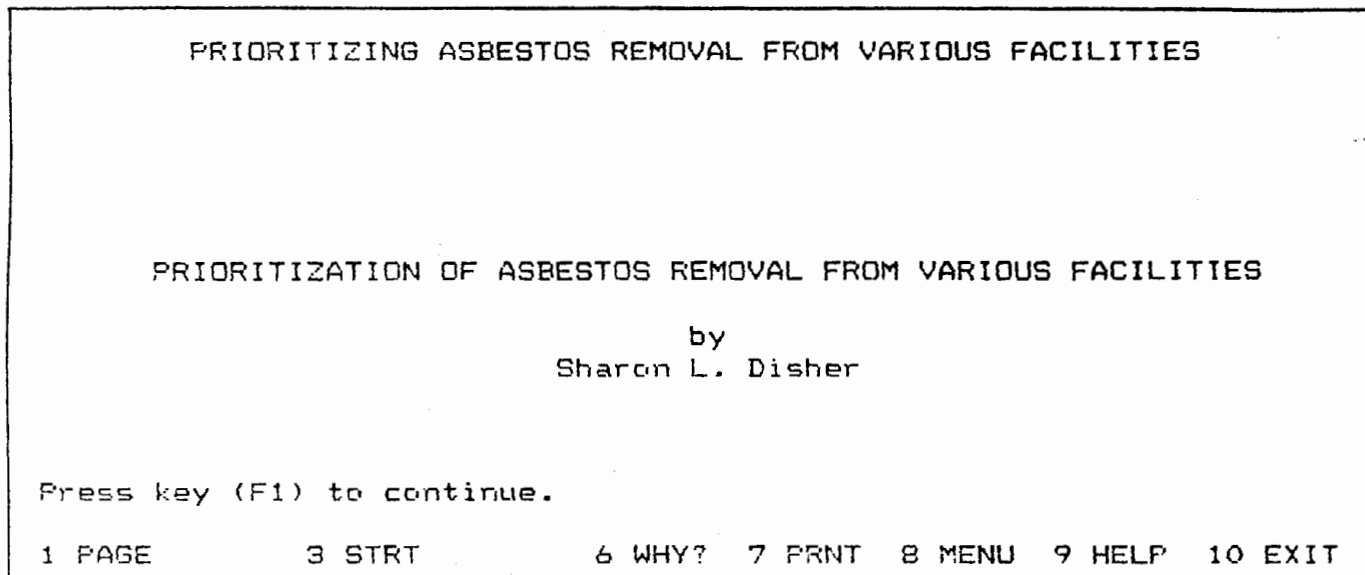 PRIORITIZING ASBESTOS REMOVAL FROM VARIOUS FACILITIES
PRIORITIZATION OF ASBESTOS REMOVAL FROM VARIOUS FACILITIES
by
Sharon L. Disher
Press key (F1) to continue.
1 PAGE 3 STRT 6 WHY? 7 PRNT 8 MENU 9 HELP 10 EXIT